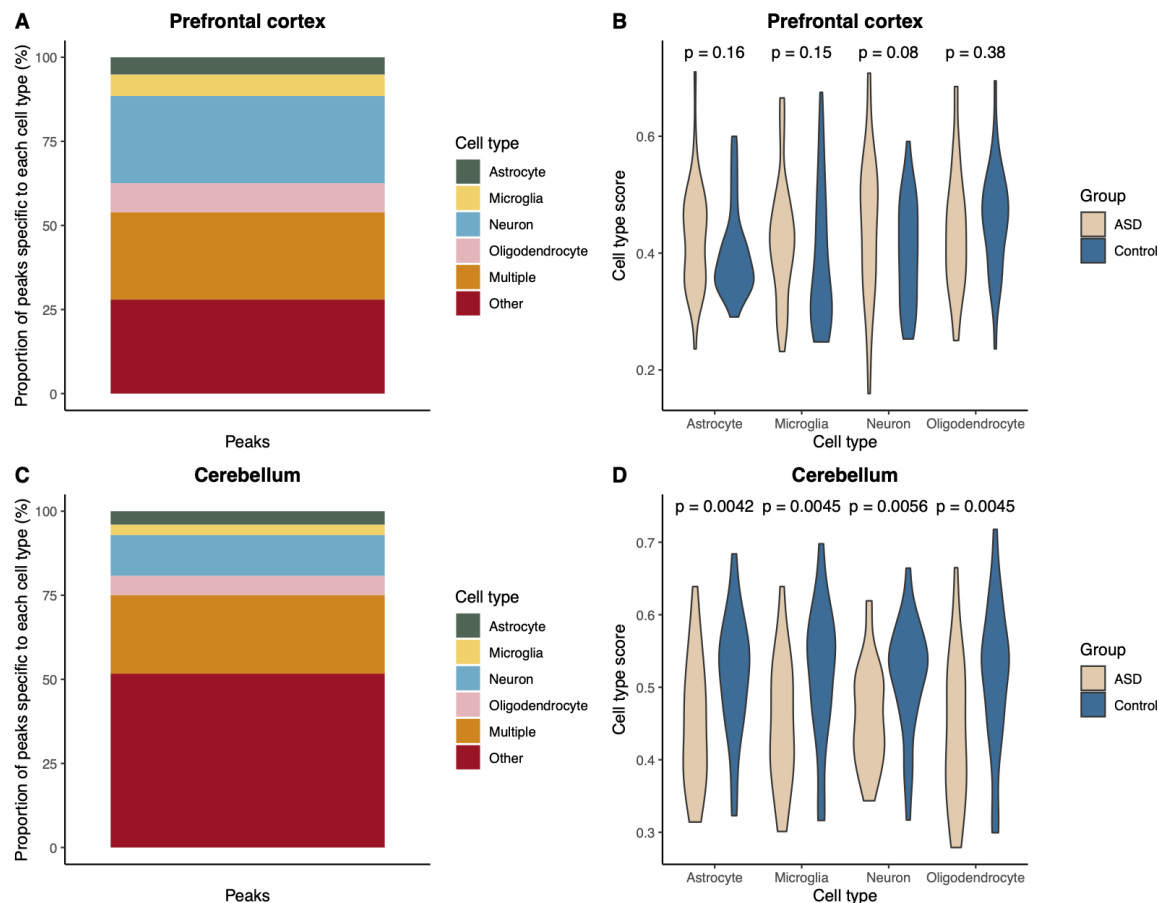 A
Prefrontal cortex
Proportion of peaks specific to each cell type (%)
100
75
50
25
0
Peaks
Cell type
Astrocyte
Microglia
Neuron
Oligodendrocyte
Multiple
Other
B
Prefrontal cortex
p = 0.16
p = 0.15
p = 0.08
p = 0.38
Cell type score
0.6
0.4
0.2
Astrocyte
Microglia
Neuron
Oligodendrocyte
Cell type
Group
ASD
Control
C
Cerebellum
Proportion of peaks specific to each cell type (%)
100
75
50
25
0
Peaks
Cell type
Astrocyte
Microglia
Neuron
Oligodendrocyte
Multiple
Other
D
Cerebellum
p = 0.0042
p = 0.0045
p = 0.0056
p = 0.0045
Cell type score
0.7
0.6
0.5
0.4
0.3
Astrocyte
Microglia
Neuron
Oligodendrocyte
Cell type
Group
ASD
Control